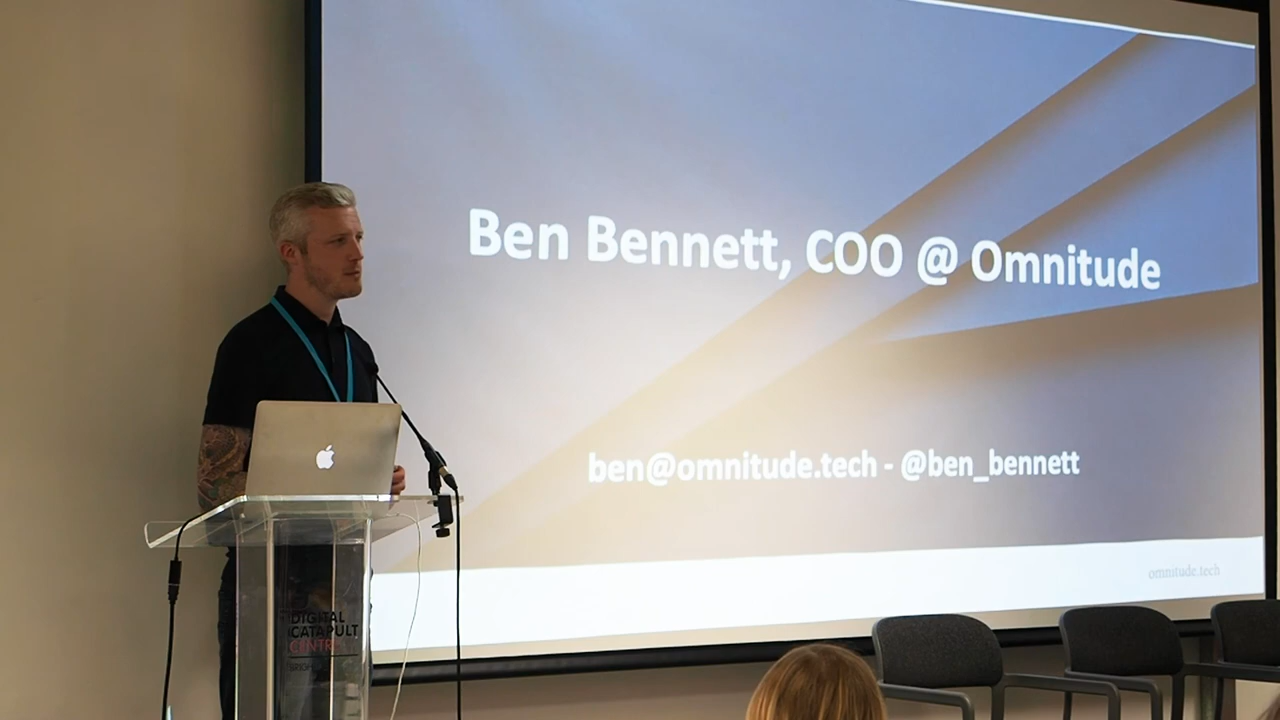 Ben Bennett, COO @ Omnitude
ben@omnitude.tech - @ben_bennett
omnitude.tech
DIGITAL
CATAPULT
CENTRE